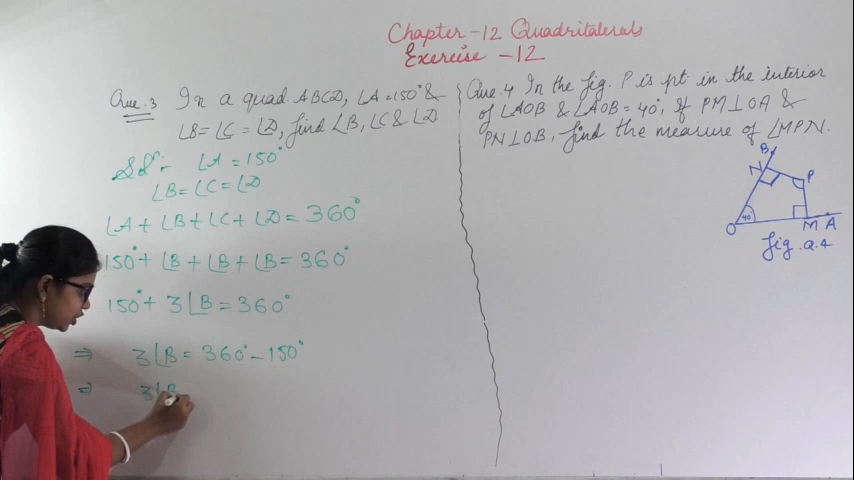 Chapter-12 Quadritaterals
Exercise -12
Que.3 In a quad. ABCD, ∠A=150° &
∠B=∠C=∠D, find ∠B, ∠C & ∠D
Solⁿ:- ∠A = 150°
∠B=∠C=∠D
∠A+∠B+∠C+∠D=360°
150°+∠B+∠B+∠B=360°
150°+3∠B=360°
⇒ 3∠B=360°-150°
⇒ 3∠B
Que.4 In the fig. P is pt. in the interior
of ∠AOB & ∠AOB=40°, if PM⊥OA &
PN⊥OB, find the measure of ∠MPN.
B
N
P
40°
O
M
A
fig. Q.4